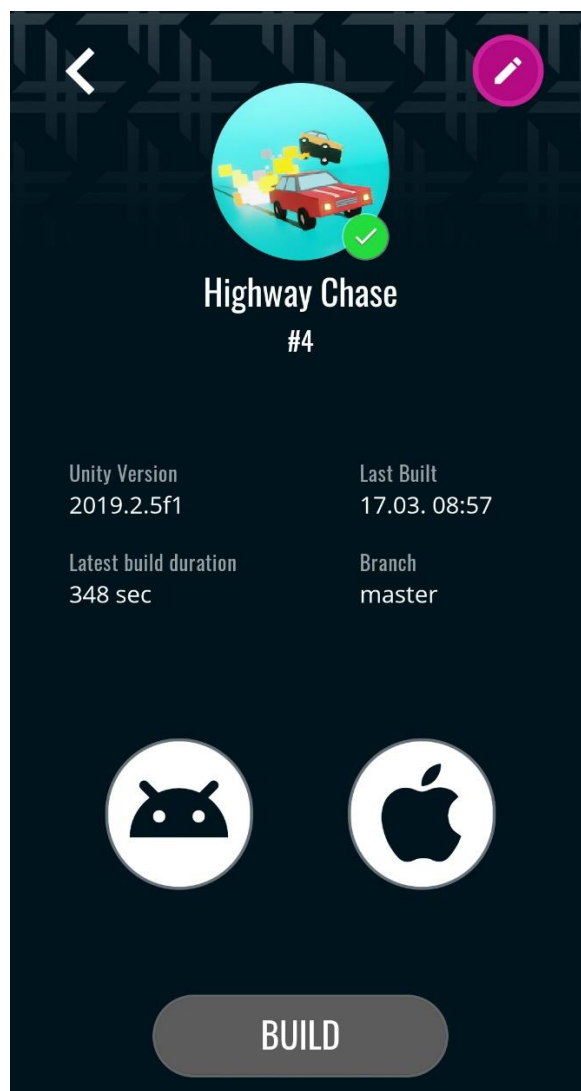 Highway Chase
#4
Unity Version
2019.2.5f1
Last Built
17.03. 08:57
Latest build duration
348 sec
Branch
master
BUILD